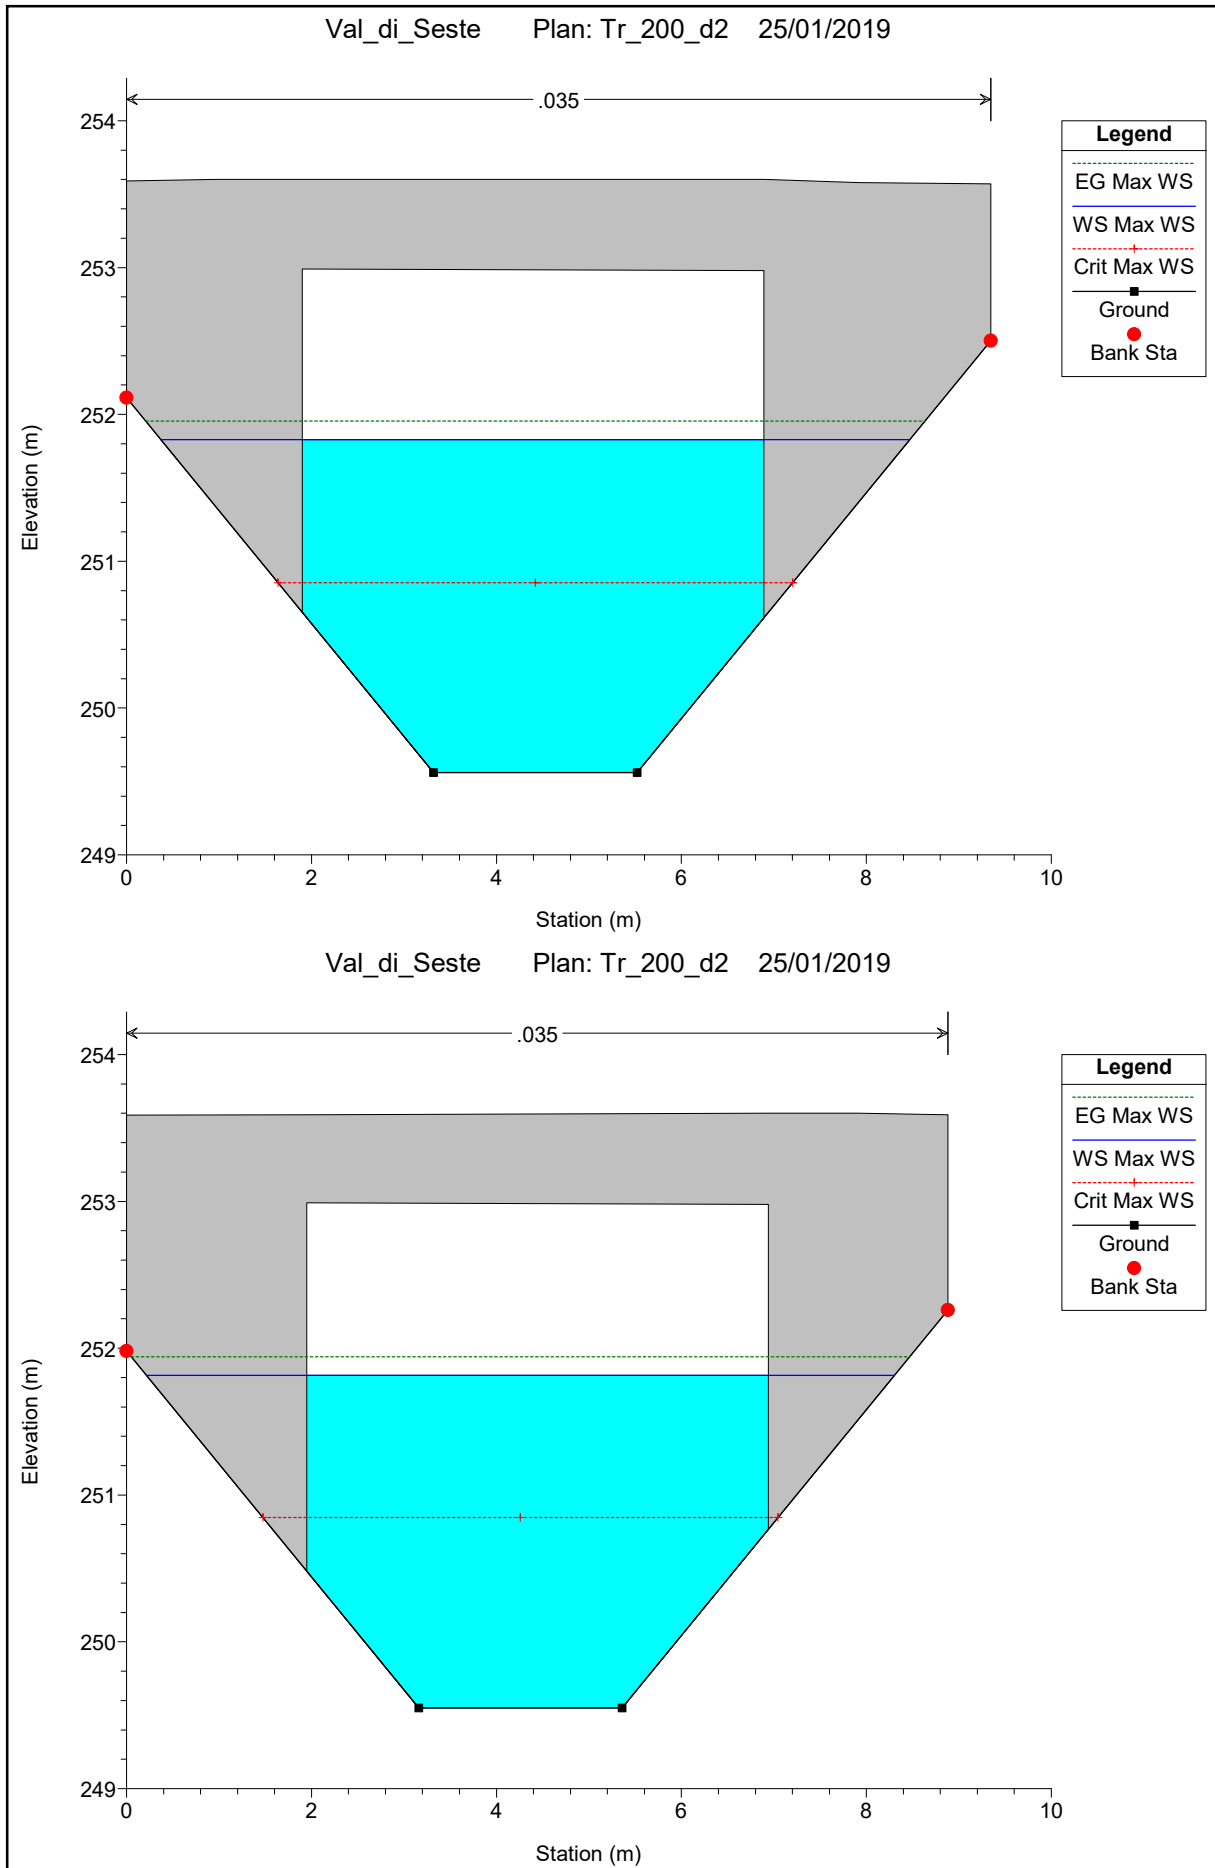 Val_di_Seste Plan: Tr_200_d2 25/01/2019
.035
254
253
252
251
250
249
0 2 4 6 8 10
Elevation (m)
Station (m)
Legend
EG Max WS
WS Max WS
Crit Max WS
Ground
Bank Sta
Val_di_Seste Plan: Tr_200_d2 25/01/2019
.035
254
253
252
251
250
249
0 2 4 6 8 10
Elevation (m)
Station (m)
Legend
EG Max WS
WS Max WS
Crit Max WS
Ground
Bank Sta